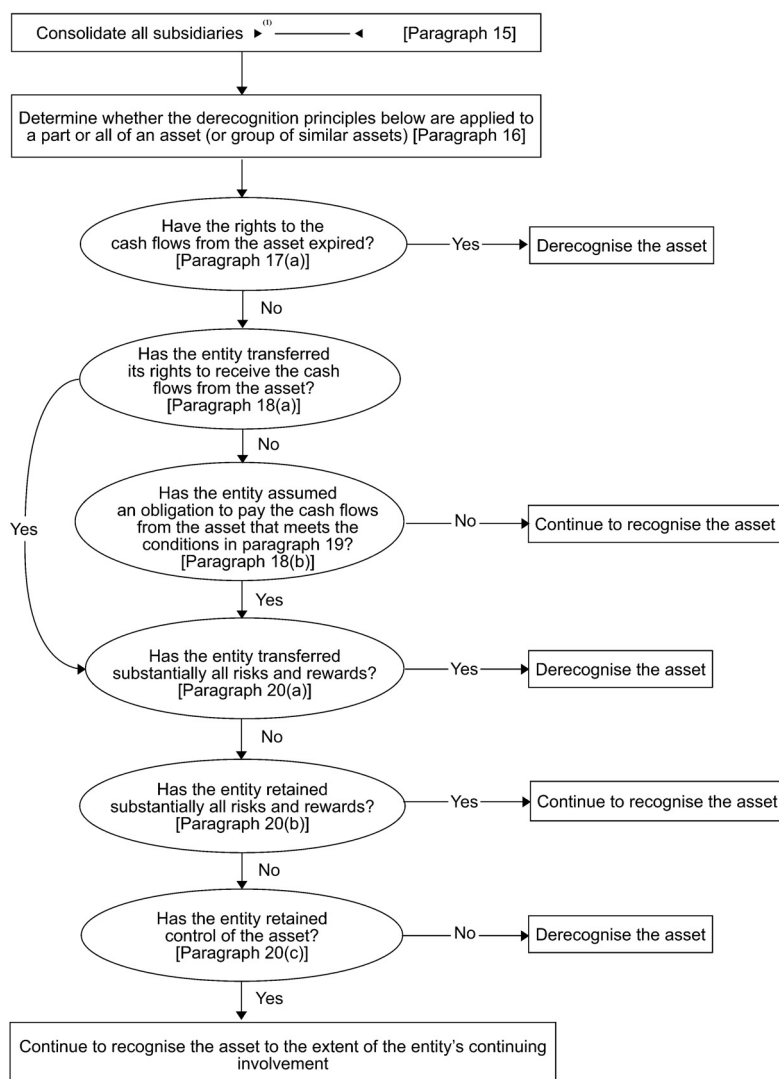 Consolidate all subsidiaries (1) [Paragraph 15]
Determine whether the derecognition principles below are applied to
a part or all of an asset (or group of similar assets) [Paragraph 16]
Have the rights to the
cash flows from the asset expired?
[Paragraph 17(a)]
Yes
Derecognise the asset
No
Has the entity transferred
its rights to receive the cash
flows from the asset?
[Paragraph 18(a)]
No
Yes
Has the entity assumed
an obligation to pay the cash flows
from the asset that meets the
conditions in paragraph 19?
[Paragraph 18(b)]
No
Continue to recognise the asset
Yes
Has the entity transferred
substantially all risks and rewards?
[Paragraph 20(a)]
Yes
Derecognise the asset
No
Has the entity retained
substantially all risks and rewards?
[Paragraph 20(b)]
Yes
Continue to recognise the asset
No
Has the entity retained
control of the asset?
[Paragraph 20(c)]
No
Derecognise the asset
Yes
Continue to recognise the asset to the extent of the entity's continuing
involvement